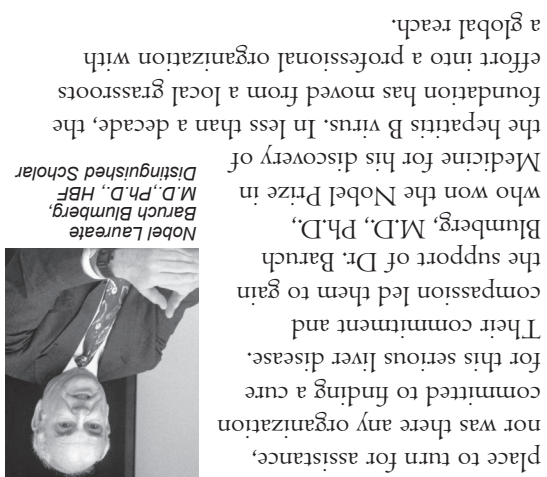 place to turn for assistance,
nor was there any organization
committed to finding a cure
for this serious liver disease.
Their commitment and
compassion led them to gain
the support of Dr. Baruch
Blumberg, M.D., Ph.D.,
who won the Nobel Prize in
Medicine for his discovery of
the hepatitis B virus. In less than a decade, the
foundation has moved from a local grassroots
effort into a professional organization with
a global reach.
Nobel Laureate
Baruch Blumberg,
M.D.,Ph.D., HBF
Distinguished Scholar